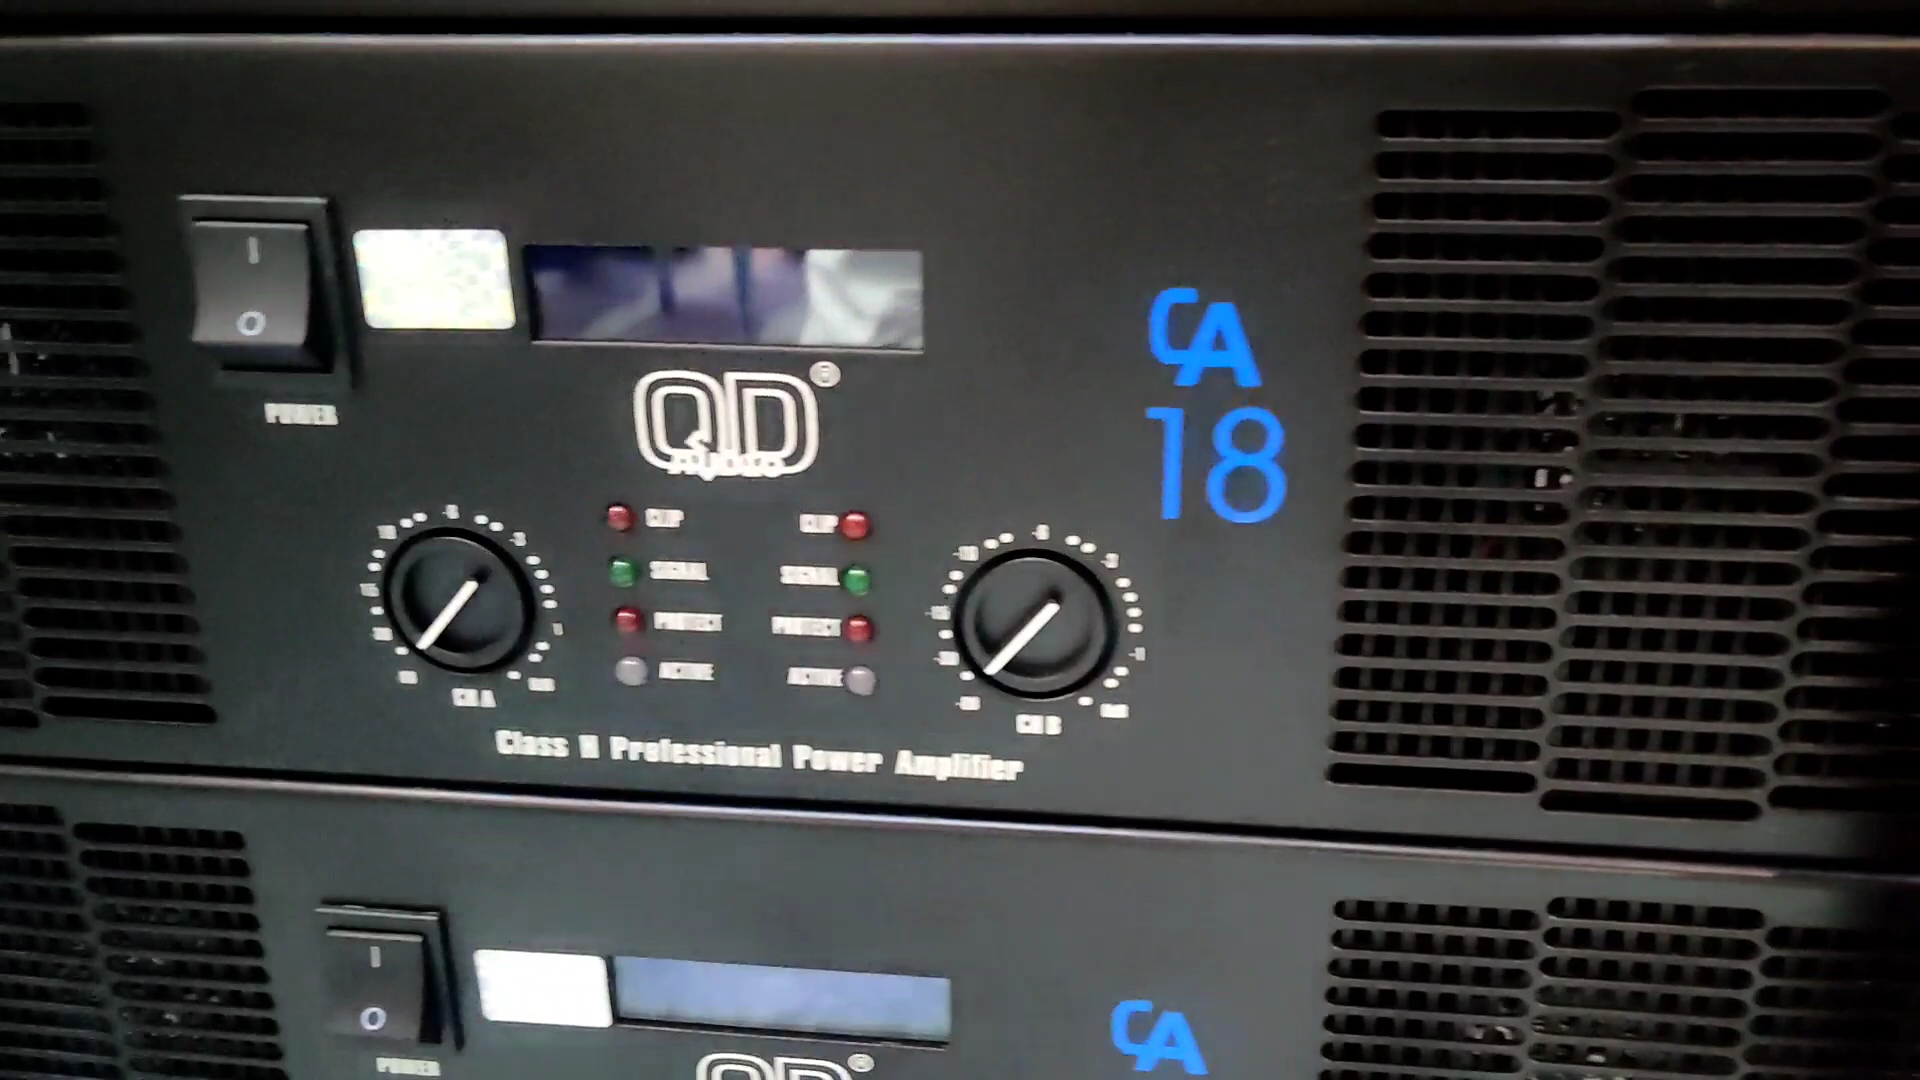 I
O
POWER
QD®
AUDIO
CA
18
CLIP CLIP
SIGNAL SIGNAL
PROTECT PROTECT
ACTIVE ACTIVE
CH A
CH B
Class H Professional Power Amplifier
I
O
POWER
QD®
CA